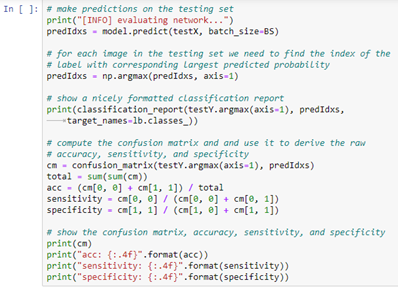 In [ ]: # make predictions on the testing set
print("[INFO] evaluating network...")
predIdxs = model.predict(testX, batch_size=BS)
# for each image in the testing set we need to find the index of the
# label with corresponding largest predicted probability
predIdxs = np.argmax(predIdxs, axis=1)
# show a nicely formatted classification report
print(classification_report(testY.argmax(axis=1), predIdxs,
target_names=lb.classes_))
# compute the confusion matrix and and use it to derive the raw
# accuracy, sensitivity, and specificity
cm = confusion_matrix(testY.argmax(axis=1), predIdxs)
total = sum(sum(cm))
acc = (cm[0, 0] + cm[1, 1]) / total
sensitivity = cm[0, 0] / (cm[0, 0] + cm[0, 1])
specificity = cm[1, 1] / (cm[1, 0] + cm[1, 1])
# show the confusion matrix, accuracy, sensitivity, and specificity
print(cm)
print("acc: {:.4f}".format(acc))
print("sensitivity: {:.4f}".format(sensitivity))
print("specificity: {:.4f}".format(specificity))